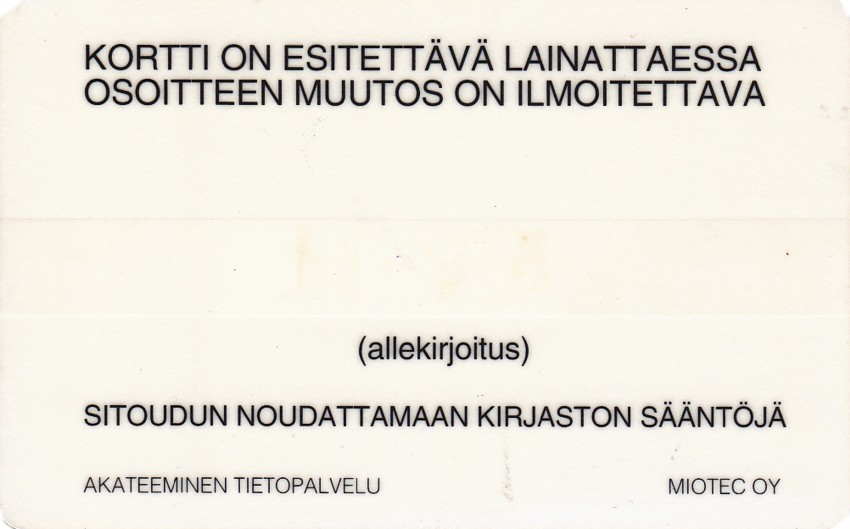 KORTTI ON ESITETTÄVÄ LAINATTAESSA
OSOITTEEN MUUTOS ON ILMOITETTAVA
(allekirjoitus)
SITOUDUN NOUDATTAMAAN KIRJASTON SÄÄNTÖJÄ
AKATEEMINEN TIETOPALVELU MIOTEC OY